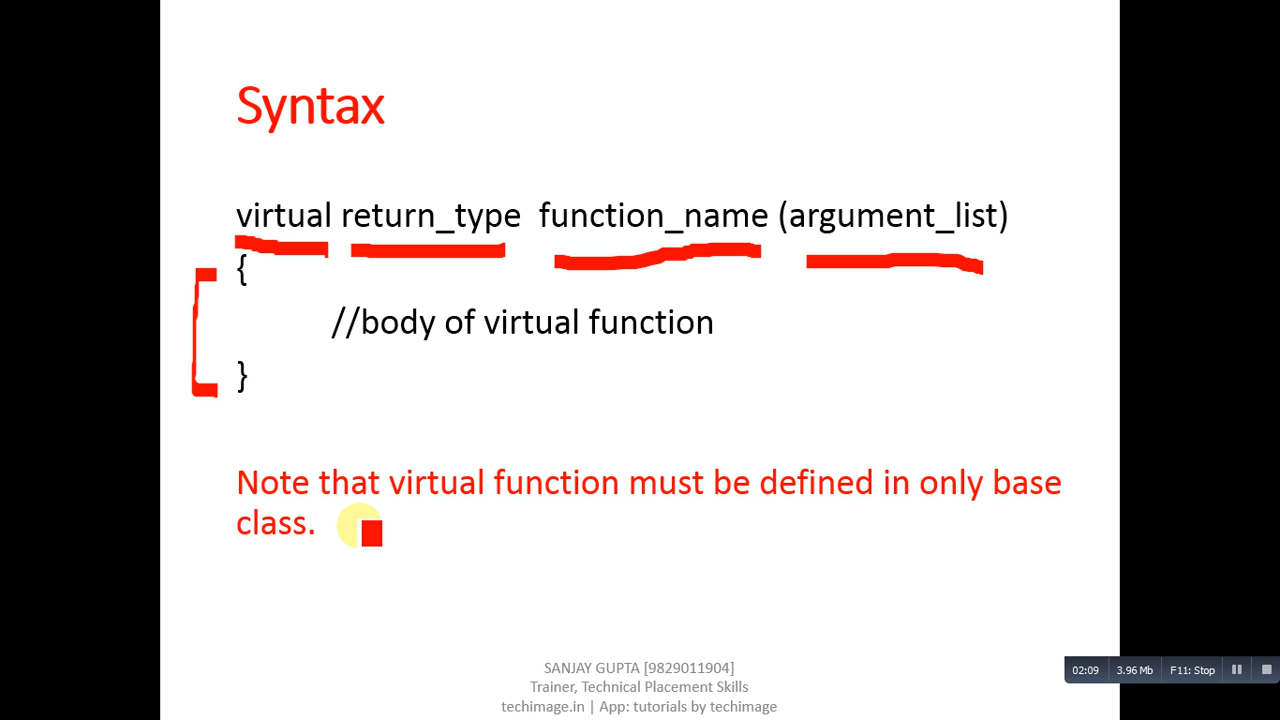 Syntax
virtual return_type  function_name (argument_list)
{
//body of virtual function
}
Note that virtual function must be defined in only base
class.
SANJAY GUPTA [9829011904]
Trainer, Technical Placement Skills
techimage.in | App: tutorials by techimage
02:09 3.96 Mb F11: Stop